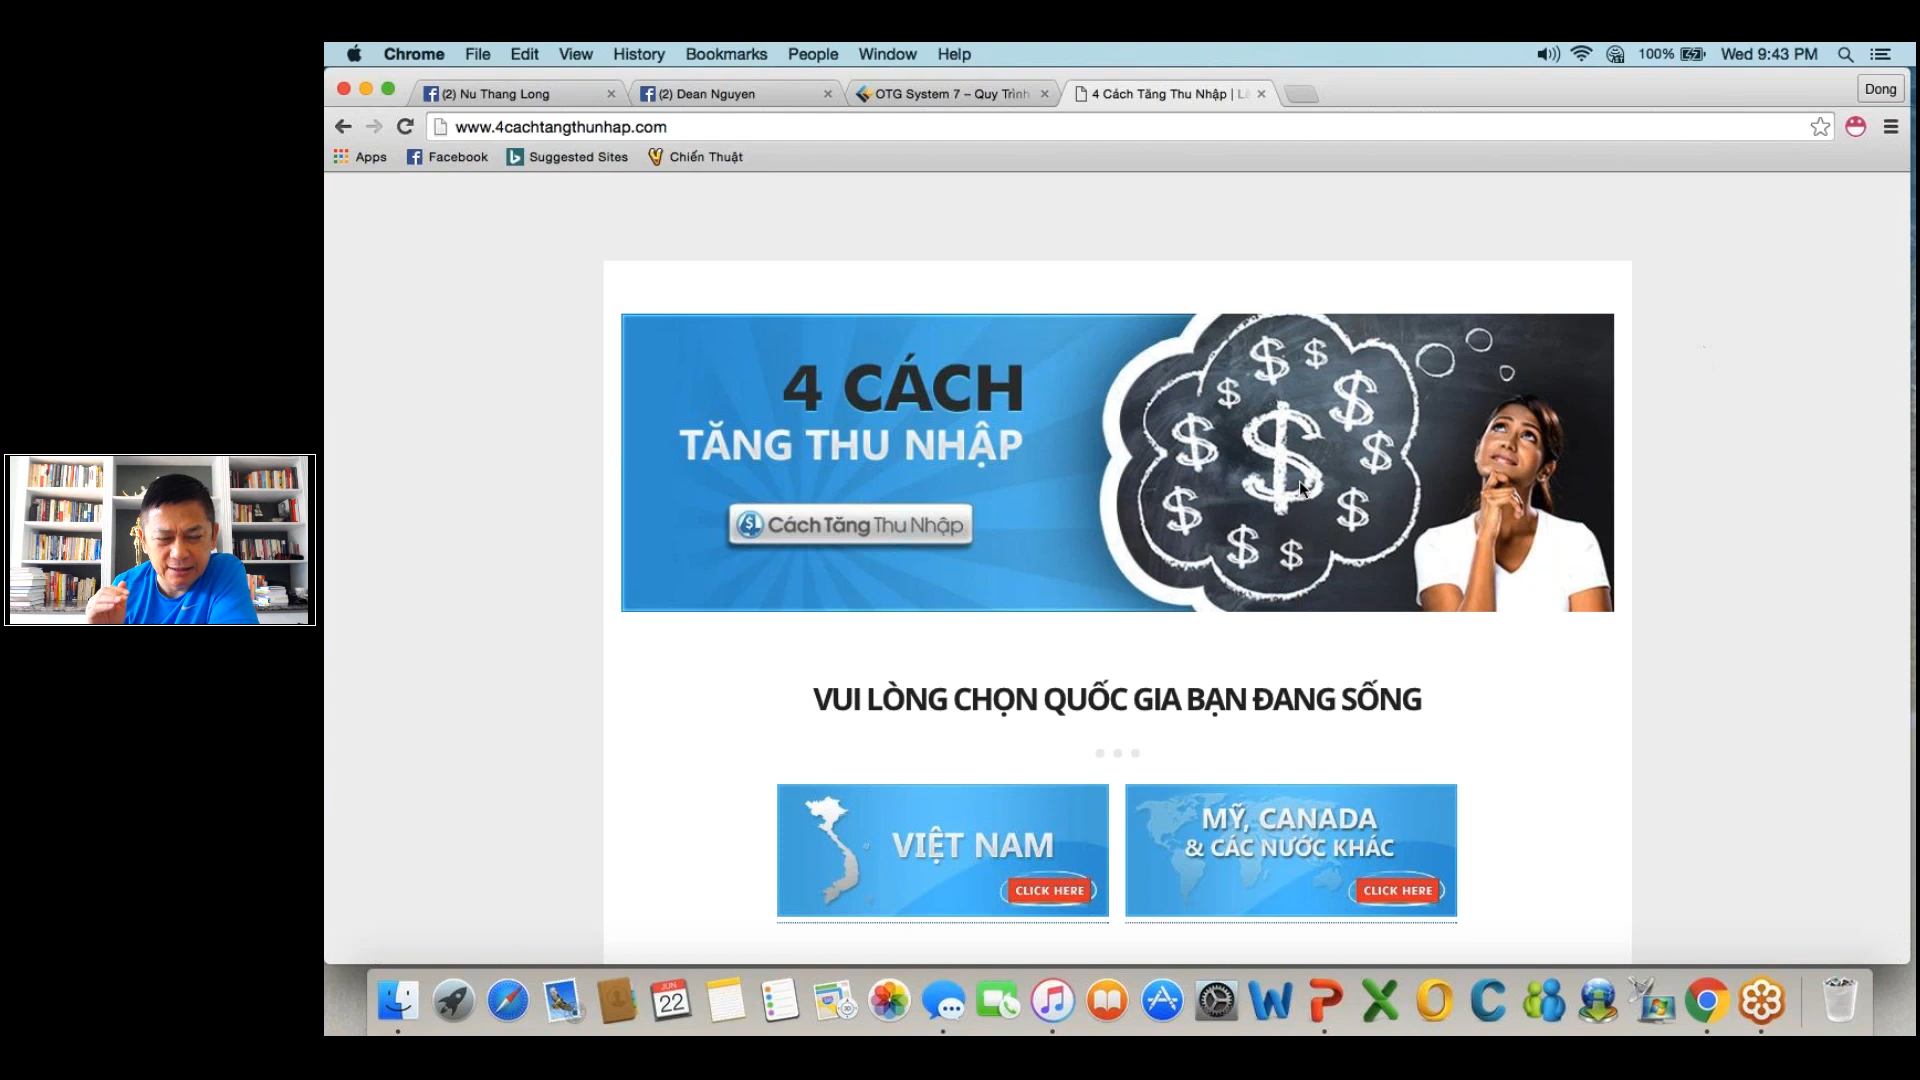 Chrome File Edit View History Bookmarks People Window Help 100% Wed 9:43 PM
(2) Nu Thang Long
(2) Dean Nguyen
OTG System 7 – Quy Trình
4 Cách Tăng Thu Nhập | L
Dong
www.4cachtangthunhap.com
Apps Facebook Suggested Sites Chiến Thuật
4 CÁCH
TĂNG THU NHẬP
Cách Tăng Thu Nhập
VUI LÒNG CHỌN QUỐC GIA BẠN ĐANG SỐNG
VIỆT NAM
CLICK HERE
MỸ, CANADA
& CÁC NƯỚC KHÁC
CLICK HERE
JUN
22